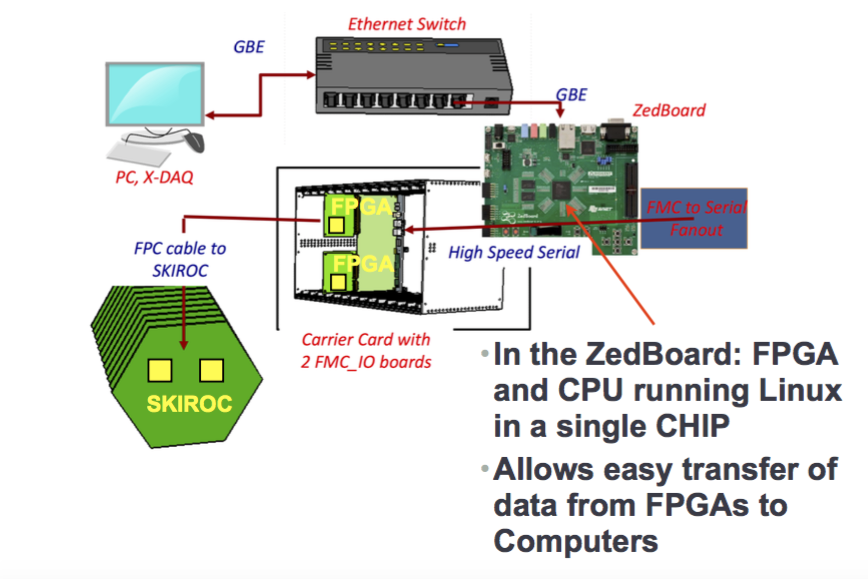 Ethernet Switch
GBE
GBE
ZedBoard
PC, X-DAQ
FPGA
FMC to Serial
Fanout
FPC cable to
SKIROC
High Speed Serial
FPGA
Carrier Card with
2 FMC_IO boards
SKIROC
•In the ZedBoard: FPGA
and CPU running Linux
in a single CHIP
•Allows easy transfer of
data from FPGAs to
Computers
ZedBoard